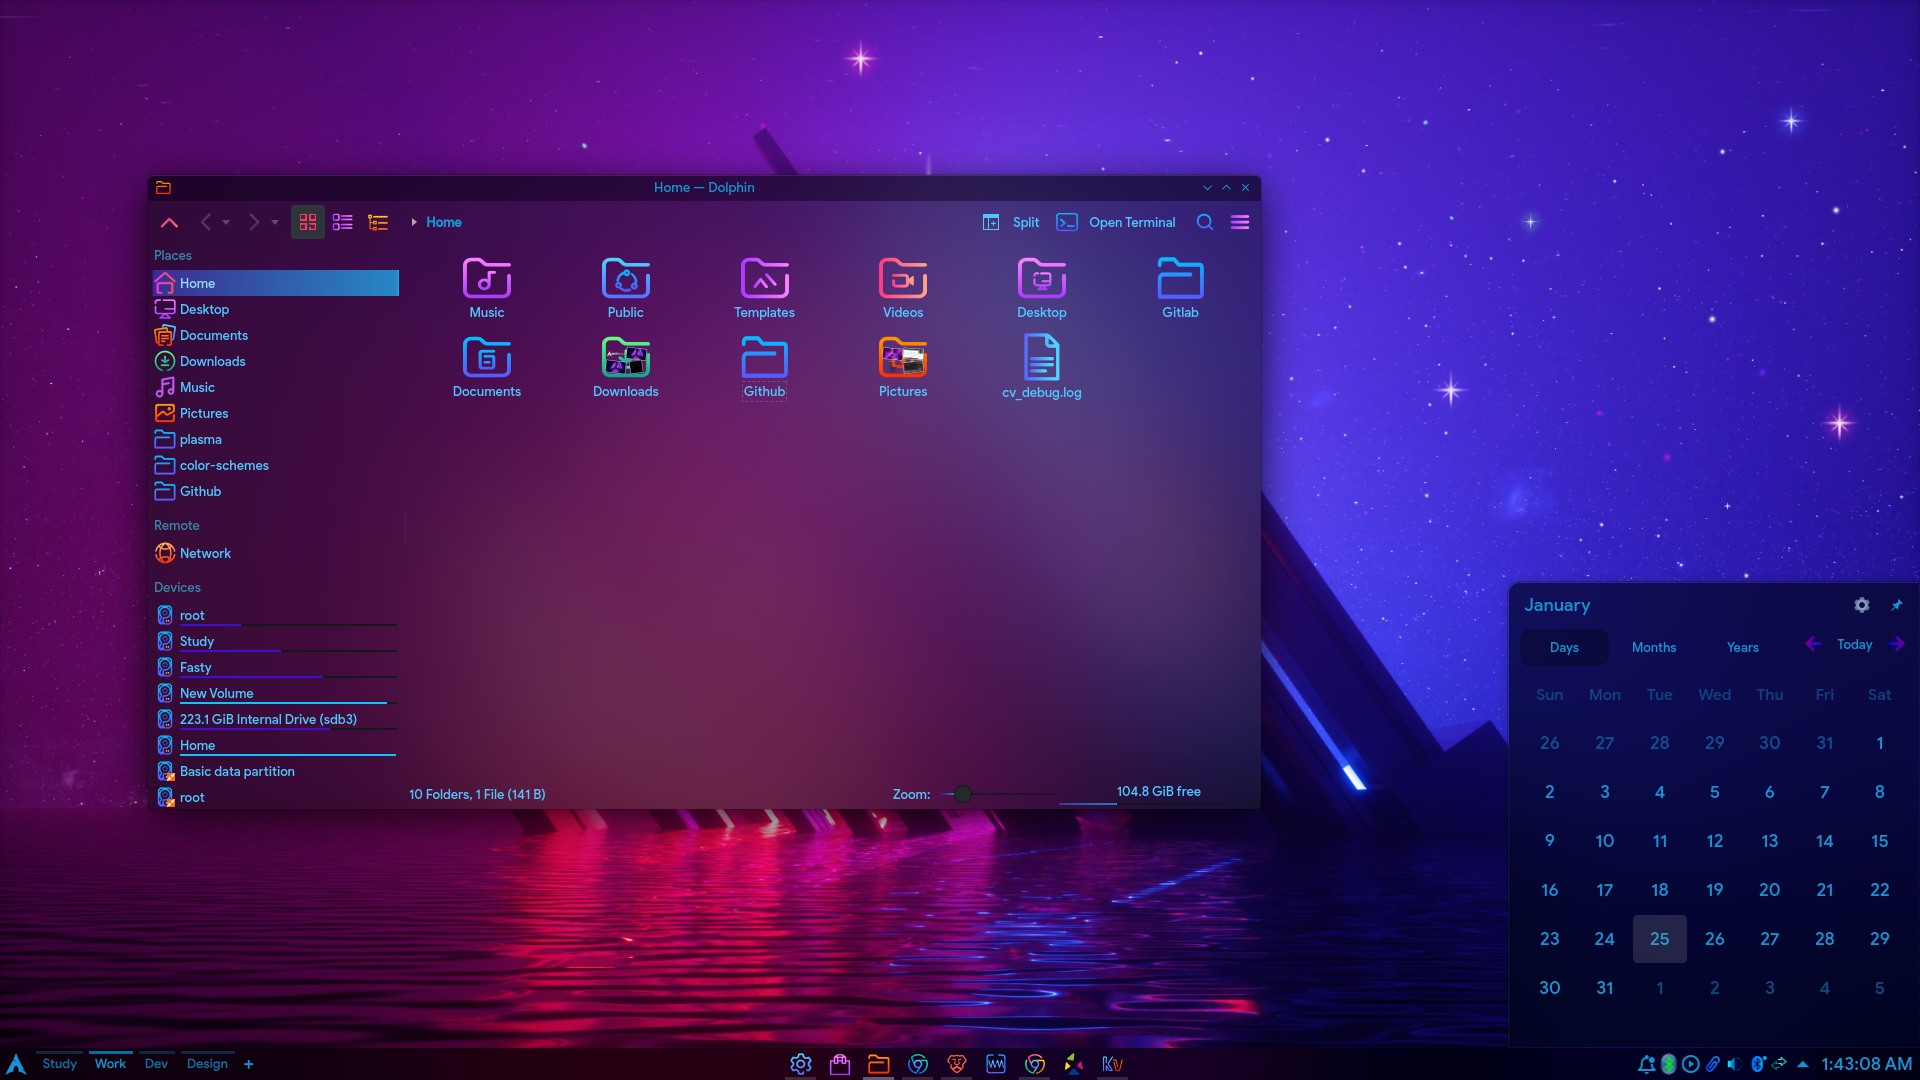 Home — Dolphin
Home
Split
Open Terminal
Places
Home
Desktop
Documents
Downloads
Music
Pictures
plasma
color-schemes
Github
Remote
Network
Devices
root
Study
Fasty
New Volume
223.1 GiB Internal Drive (sdb3)
Home
Basic data partition
root
Music
Public
Templates
Videos
Desktop
Gitlab
Documents
Downloads
Github
Pictures
cv_debug.log
10 Folders, 1 File (141 B)
Zoom:
104.8 GiB free
January
Days Months Years Today
Sun Mon Tue Wed Thu Fri Sat
26 27 28 29 30 31 1
2 3 4 5 6 7 8
9 10 11 12 13 14 15
16 17 18 19 20 21 22
23 24 25 26 27 28 29
30 31 1 2 3 4 5
Study Work Dev Design +
1:43:08 AM